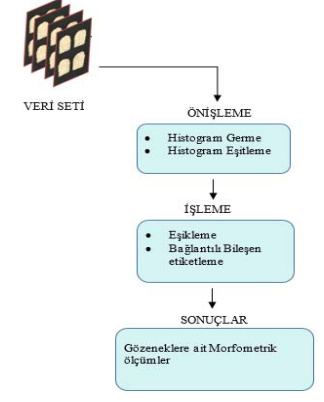 VERİ SETİ
ÖNİŞLEME
• Histogram Germe
• Histogram Eşitleme
İŞLEME
• Eşikleme
• Bağlantılı Bileşen
etiketleme
SONUÇLAR
Gözeneklere ait Morfometrik
ölçümler